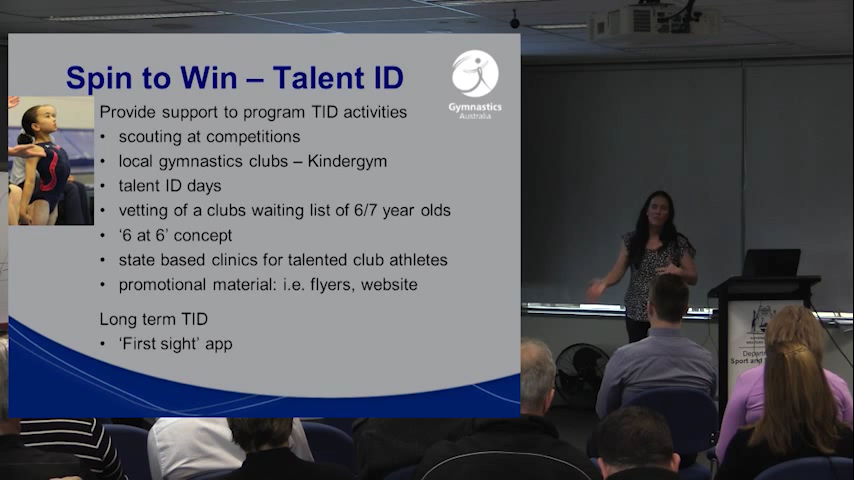 Spin to Win – Talent ID
Gymnastics
Australia
Provide support to program TID activities
• scouting at competitions
• local gymnastics clubs – Kindergym
• talent ID days
• vetting of a clubs waiting list of 6/7 year olds
• ‘6 at 6’ concept
• state based clinics for talented club athletes
• promotional material: i.e. flyers, website
Long term TID
• ‘First sight’ app
Sport and